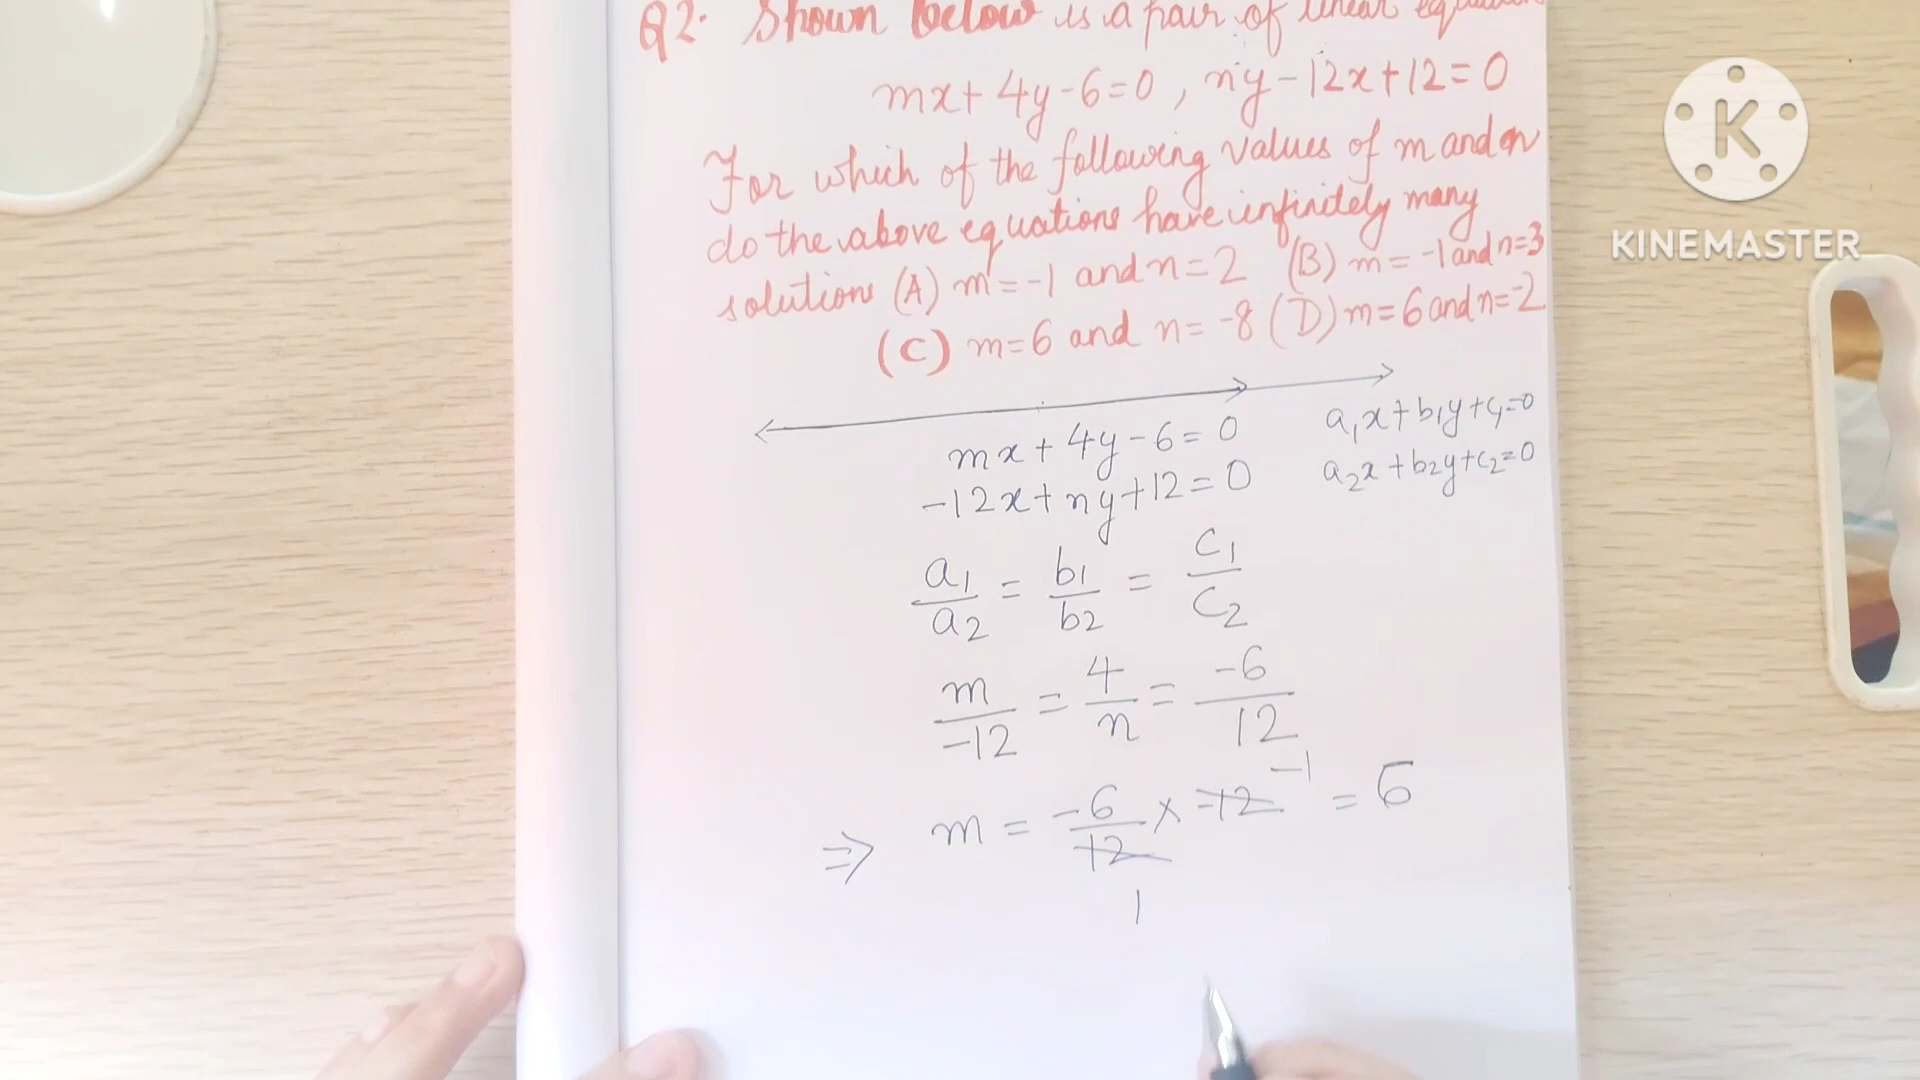 Q2. Shown below is a pair of linear equation
mx + 4y - 6 = 0 , ny - 12x + 12 = 0
For which of the following values of m and n
do the above equations have infinitely many
solutions (A) m = -1 and n = 2 (B) m = -1 and n = 3
(C) m = 6 and n = -8 (D) m = 6 and n = -2
mx + 4y - 6 = 0
a₁x + b₁y + c₁ = 0
-12x + ny + 12 = 0
a₂x + b₂y + c₂ = 0
a₁/a₂ = b₁/b₂ = c₁/c₂
m/-12 = 4/n = -6/12
⇒ m = -6/12 × -12 -1 = 6
1
K
KINEMASTER